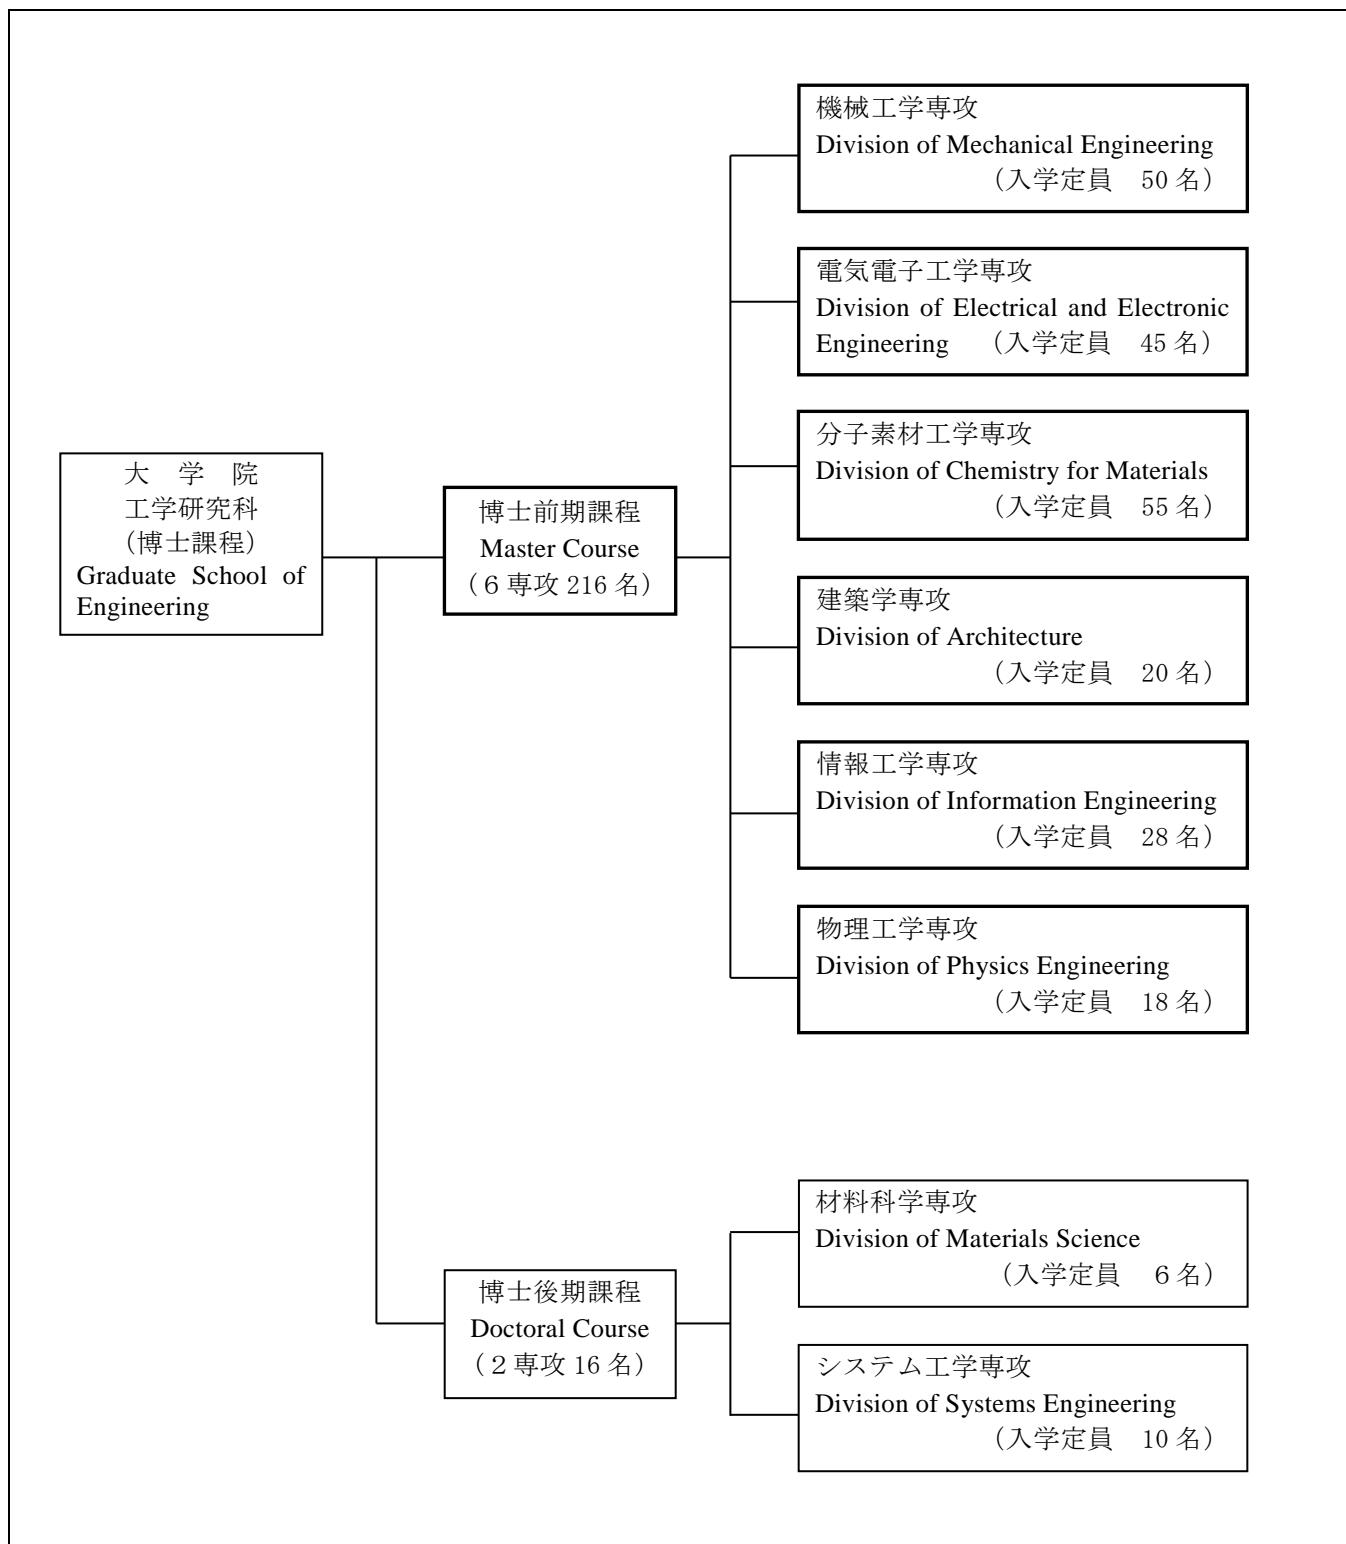 大 学 院
工学研究科
（博士課程）
Graduate School of
Engineering
博士前期課程
Master Course
（６専攻 216 名）
機械工学専攻
Division of Mechanical Engineering
（入学定員　50 名）
電気電子工学専攻
Division of Electrical and Electronic
Engineering　（入学定員　45 名）
分子素材工学専攻
Division of Chemistry for Materials
（入学定員　55 名）
建築学専攻
Division of Architecture
（入学定員　20 名）
情報工学専攻
Division of Information Engineering
（入学定員　28 名）
物理工学専攻
Division of Physics Engineering
（入学定員　18 名）
博士後期課程
Doctoral Course
（２専攻 16 名）
材料科学専攻
Division of Materials Science
（入学定員　６名）
システム工学専攻
Division of Systems Engineering
（入学定員　10 名）